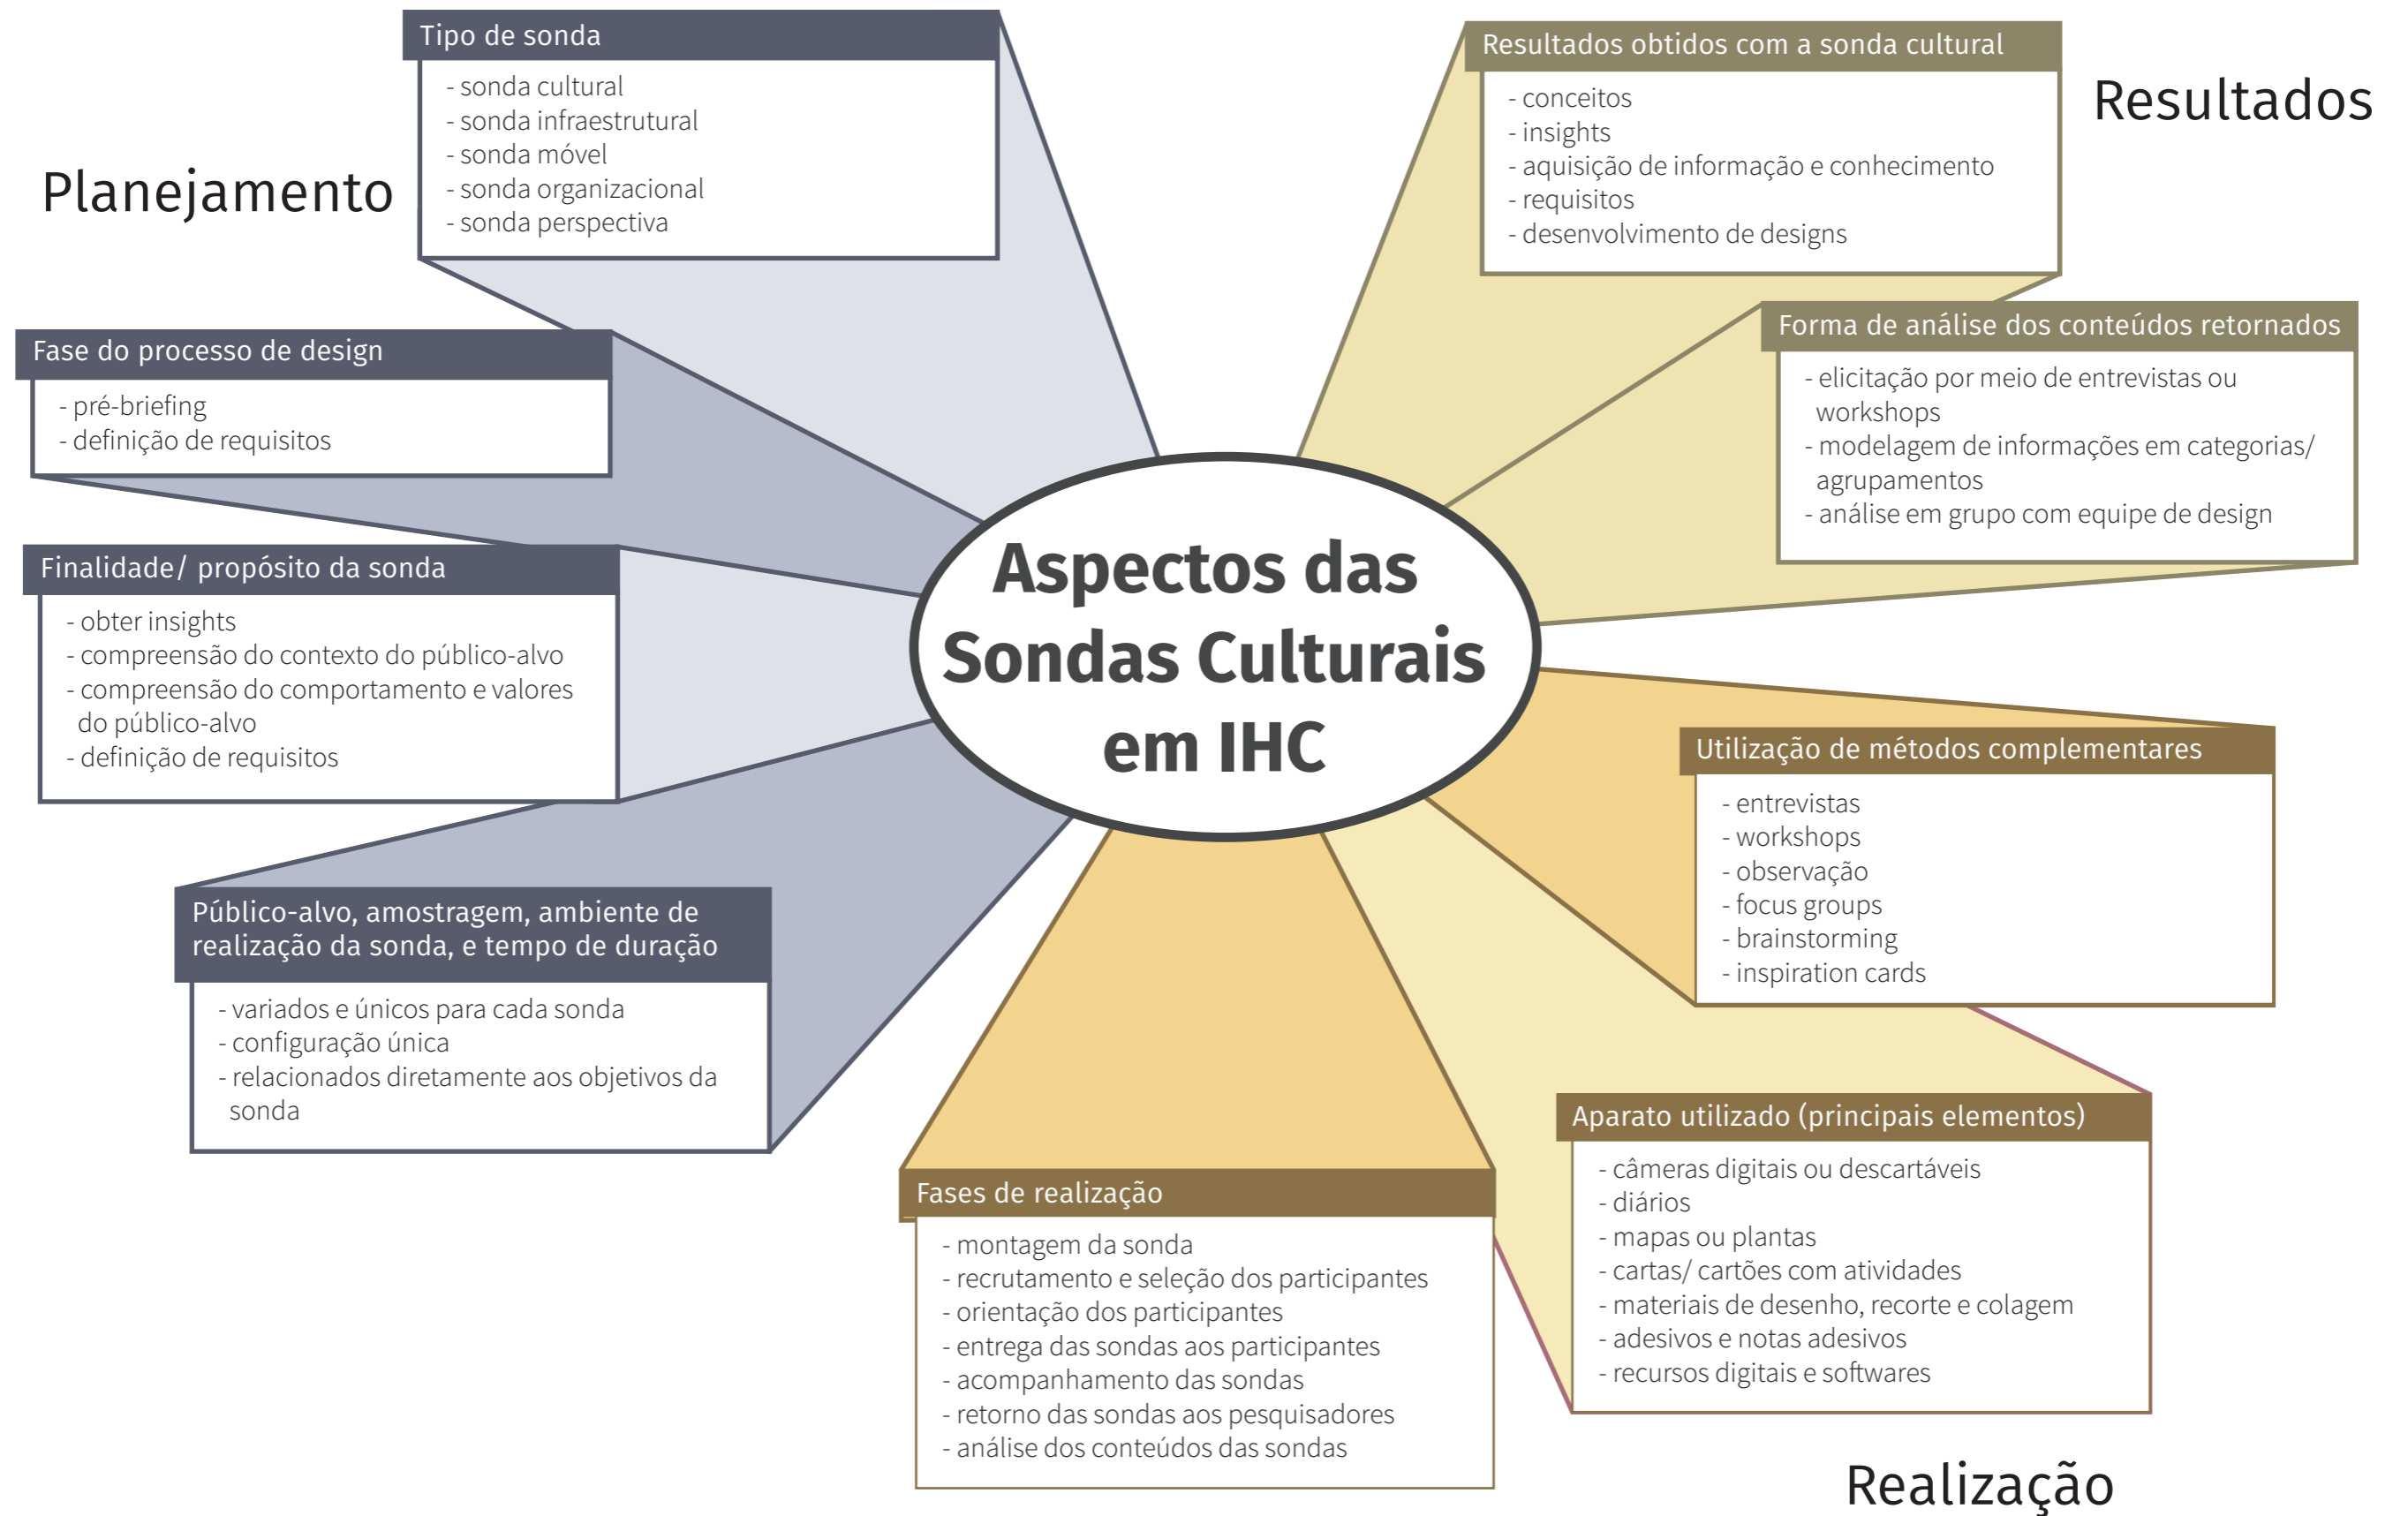 Planejamento
Tipo de sonda
- sonda cultural
- sonda infraestrutural
- sonda móvel
- sonda organizacional
- sonda perspectiva
Fase do processo de design
- pré-briefing
- definição de requisitos
Finalidade/ propósito da sonda
- obter insights
- compreensão do contexto do público-alvo
- compreensão do comportamento e valores
do público-alvo
- definição de requisitos
Público-alvo, amostragem, ambiente de
realização da sonda, e tempo de duração
- variados e únicos para cada sonda
- configuração única
- relacionados diretamente aos objetivos da
sonda
Aspectos das
Sondas Culturais
em IHC
Resultados
Resultados obtidos com a sonda cultural
- conceitos
- insights
- aquisição de informação e conhecimento
- requisitos
- desenvolvimento de designs
Forma de análise dos conteúdos retornados
- elicitação por meio de entrevistas ou
workshops
- modelagem de informações em categorias/
agrupamentos
- análise em grupo com equipe de design
Utilização de métodos complementares
- entrevistas
- workshops
- observação
- focus groups
- brainstorming
- inspiration cards
Aparato utilizado (principais elementos)
- câmeras digitais ou descartáveis
- diários
- mapas ou plantas
- cartas/ cartões com atividades
- materiais de desenho, recorte e colagem
- adesivos e notas adesivos
- recursos digitais e softwares
Fases de realização
- montagem da sonda
- recrutamento e seleção dos participantes
- orientação dos participantes
- entrega das sondas aos participantes
- acompanhamento das sondas
- retorno das sondas aos pesquisadores
- análise dos conteúdos das sondas
Realização